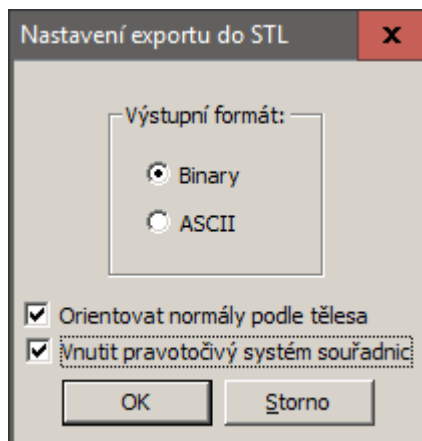 Nastavení exportu do STL
Výstupní formát:
Binary
ASCII
Orientovat normály podle tělesa
Vnutit pravotočivý systém souřadnic
OK
Storno